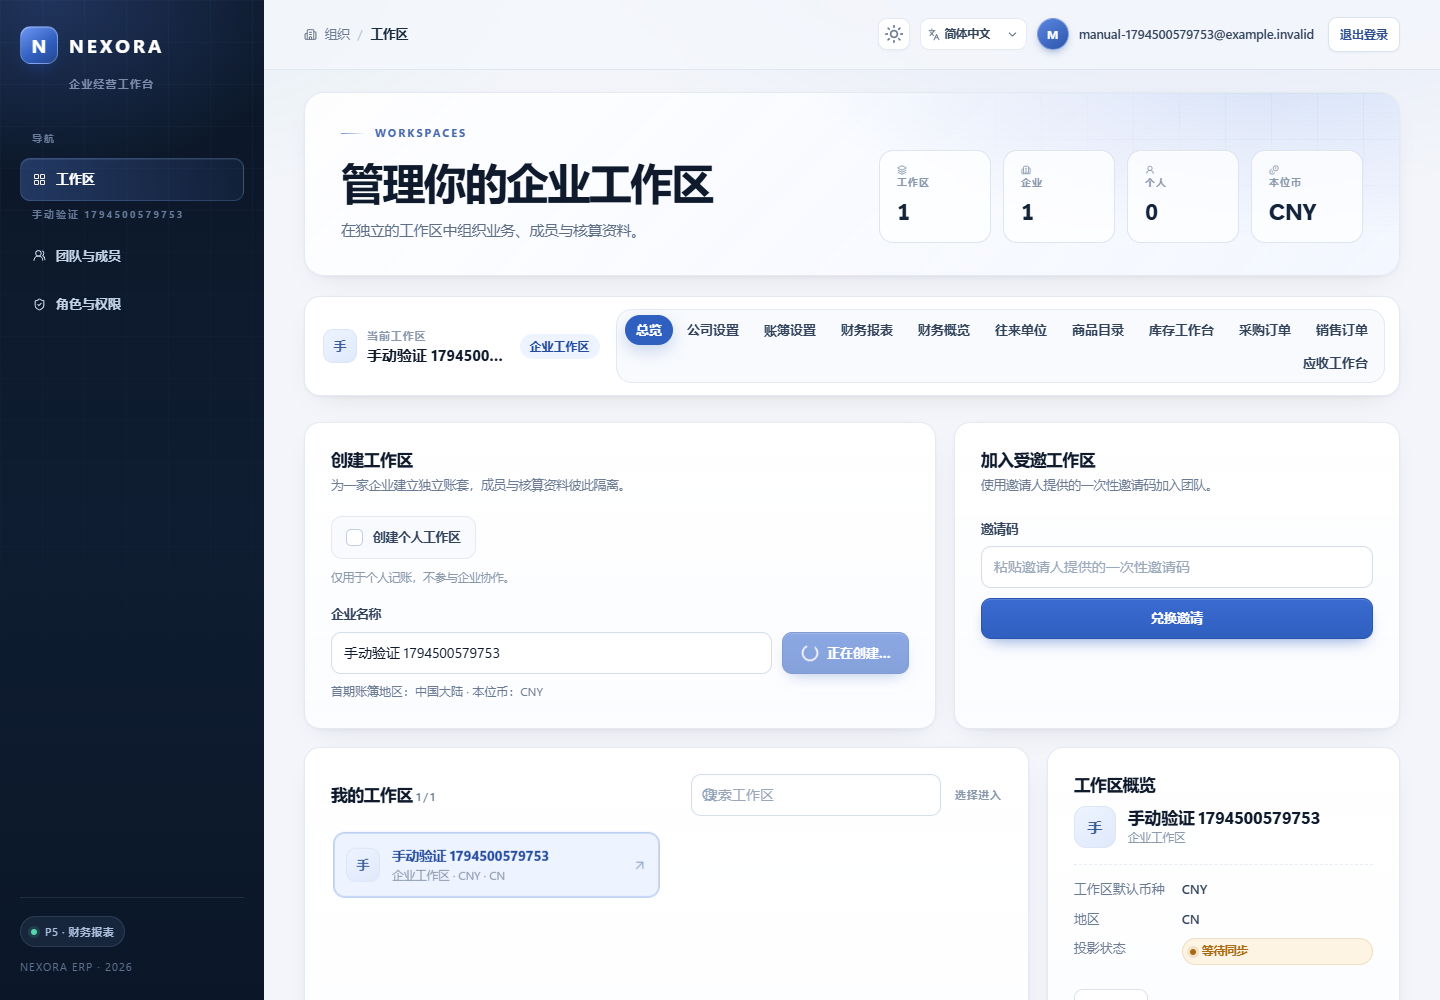 N NEXORA
企业经营工作台
导航
工作区
手动验证 1794500579753
团队与成员
角色与权限
P5 · 财务报表
NEXORA ERP · 2026
组织 / 工作区
简体中文
M
manual-1794500579753@example.invalid
退出登录
WORKSPACES
管理你的企业工作区
在独立的工作区中组织业务、成员与核算资料。
工作区
1
企业
1
个人
0
本位币
CNY
手
当前工作区
手动验证 1794500...
企业工作区
总览 公司设置 账簿设置 财务报表 财务概览 往来单位 商品目录 库存工作台 采购订单 销售订单
应收工作台
创建工作区
为一家企业建立独立账套，成员与核算资料彼此隔离。
创建个人工作区
仅用于个人记账，不参与企业协作。
企业名称
手动验证 1794500579753
正在创建...
首期账簿地区：中国大陆 · 本位币：CNY
加入受邀工作区
使用邀请人提供的一次性邀请码加入团队。
邀请码
粘贴邀请人提供的一次性邀请码
兑换邀请
我的工作区 1 / 1
搜索工作区
选择进入
手
手动验证 1794500579753
企业工作区 · CNY · CN
工作区概览
手
手动验证 1794500579753
企业工作区
工作区默认币种 CNY
地区 CN
投影状态 等待同步